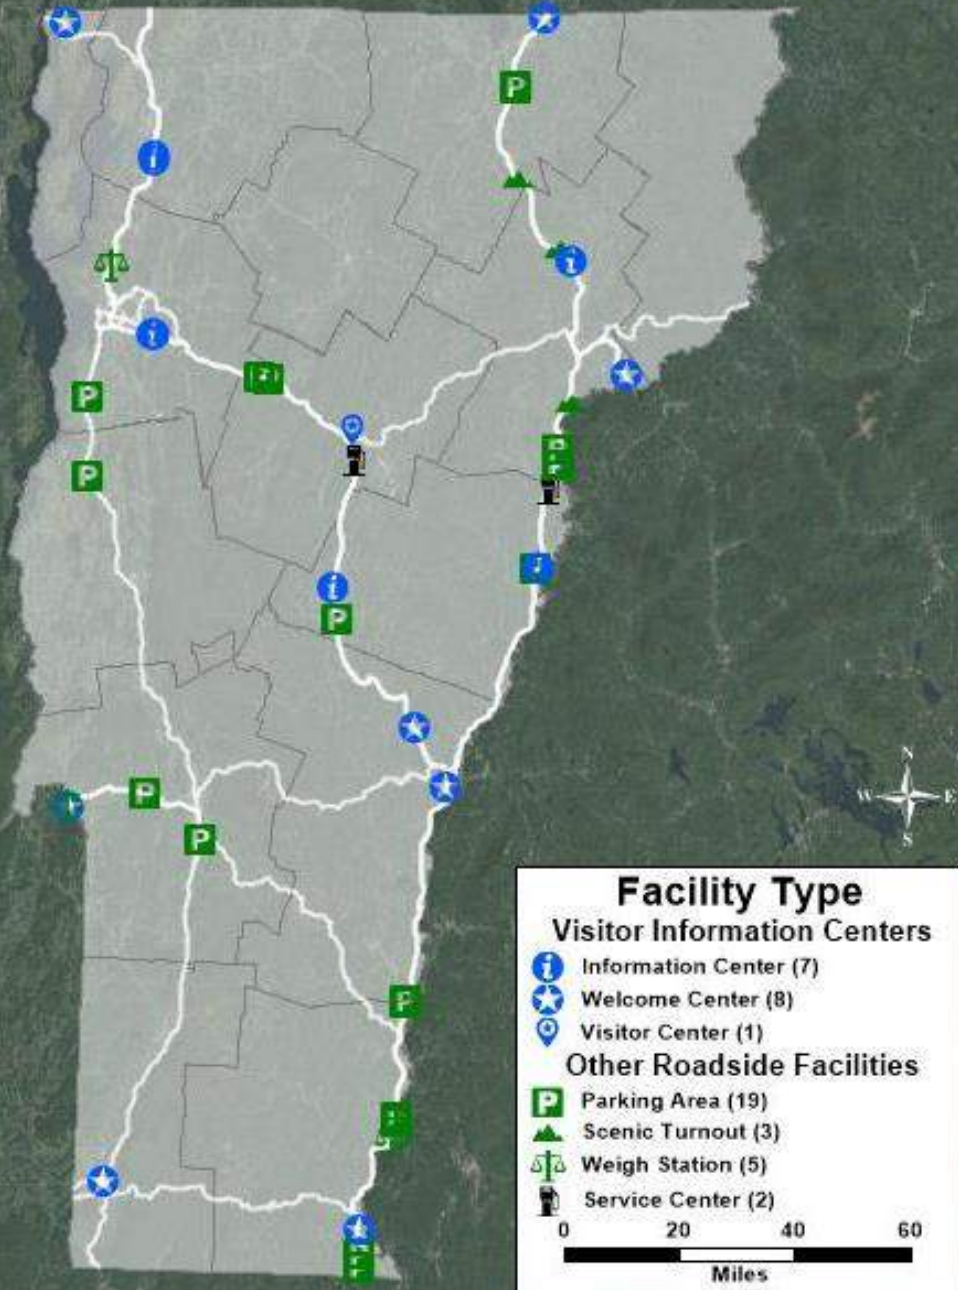 N
W E
S
Facility Type
Visitor Information Centers
i Information Center (7)
Welcome Center (8)
Visitor Center (1)
Other Roadside Facilities
P Parking Area (19)
Scenic Turnout (3)
Weigh Station (5)
Service Center (2)
0 20 40 60
Miles